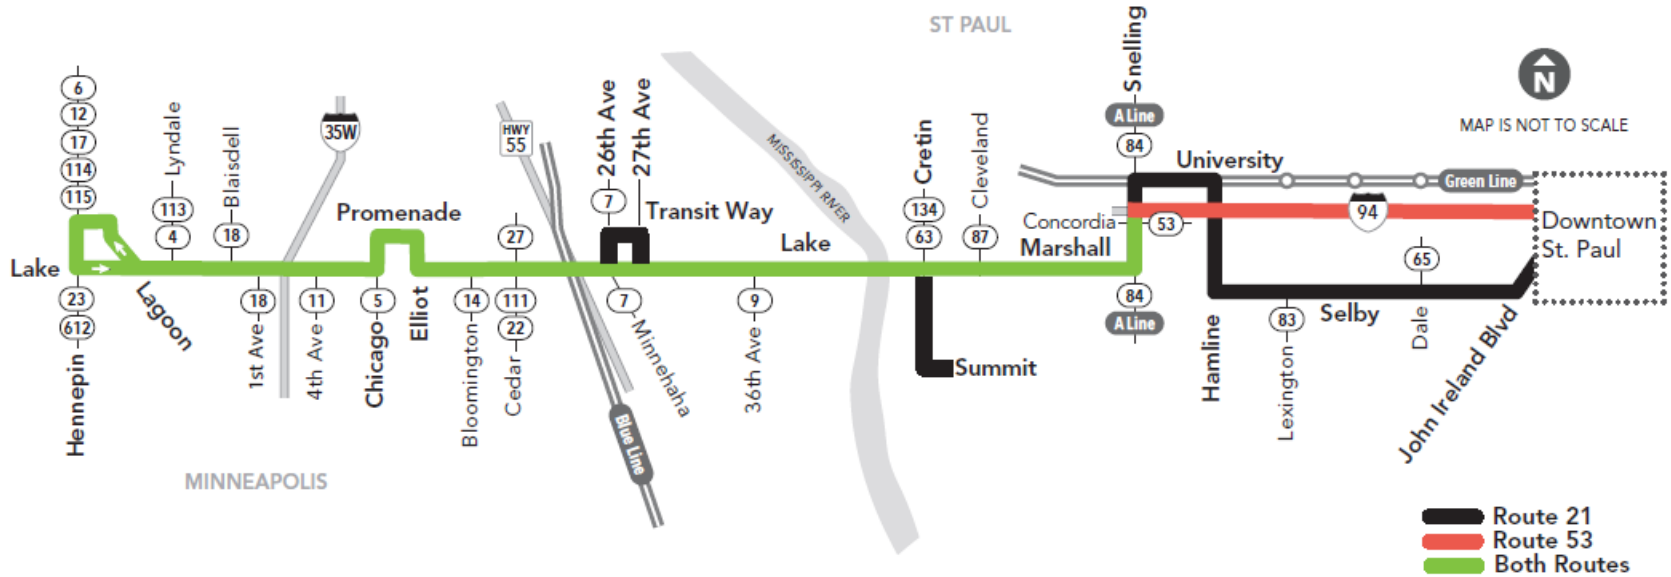 ST PAUL
Snelling
N
MAP IS NOT TO SCALE
6
12
17
114
115
Lyndale
113
4
Blaisdell
18
35W
Promenade
HWY
55
27
26th Ave
27th Ave
7
Transit Way
MISSISSIPPI RIVER
Lake
Cretin
134
63
Cleveland
87
A Line
84
University
Green Line
Concordia
53
94
Marshall
Downtown
St. Paul
65
Lake
23
612
Hennepin
Lagoon
18
1st Ave
11
4th Ave
5
Chicago
Eliot
14
Bloomington
111
22
Cedar
7
Minnehaha
Blue Line
9
36th Ave
Summit
84
A Line
Hamline
83
Lexington
Selby
Dale
John Ireland Blvd
MINNEAPOLIS
Route 21
Route 53
Both Routes